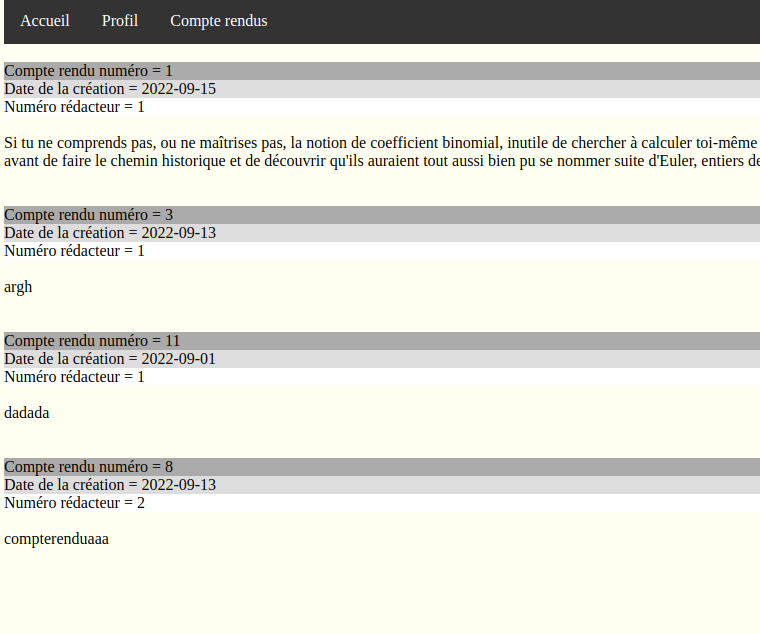 Accueil Profil Compte rendus
Compte rendu numéro = 1
Date de la création = 2022-09-15
Numéro rédacteur = 1
Si tu ne comprends pas, ou ne maîtrises pas, la notion de coefficient binomial, inutile de chercher à calculer toi-même
avant de faire le chemin historique et de découvrir qu'ils auraient tout aussi bien pu se nommer suite d'Euler, entiers de
Compte rendu numéro = 3
Date de la création = 2022-09-13
Numéro rédacteur = 1
argh
Compte rendu numéro = 11
Date de la création = 2022-09-01
Numéro rédacteur = 1
dadada
Compte rendu numéro = 8
Date de la création = 2022-09-13
Numéro rédacteur = 2
compterenduaaa